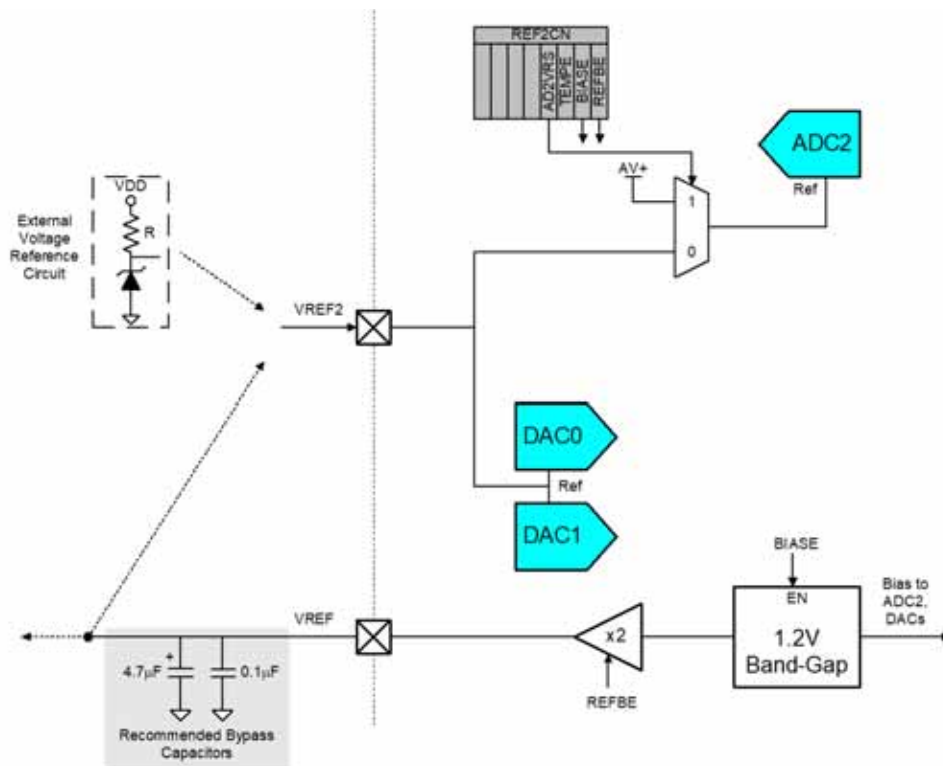 REF2CN
AD2VRS
TEMPE
BIASE
REFBE
ADC2
Ref
AV+
1
0
VDD
R
External
Voltage
Reference
Circuit
VREF2
DAC0
Ref
DAC1
BIASE
EN
1.2V
Band-Gap
Bias to
ADC2,
DACs
x2
REFBE
VREF
+
4.7µF
0.1µF
Recommended Bypass
Capacitors